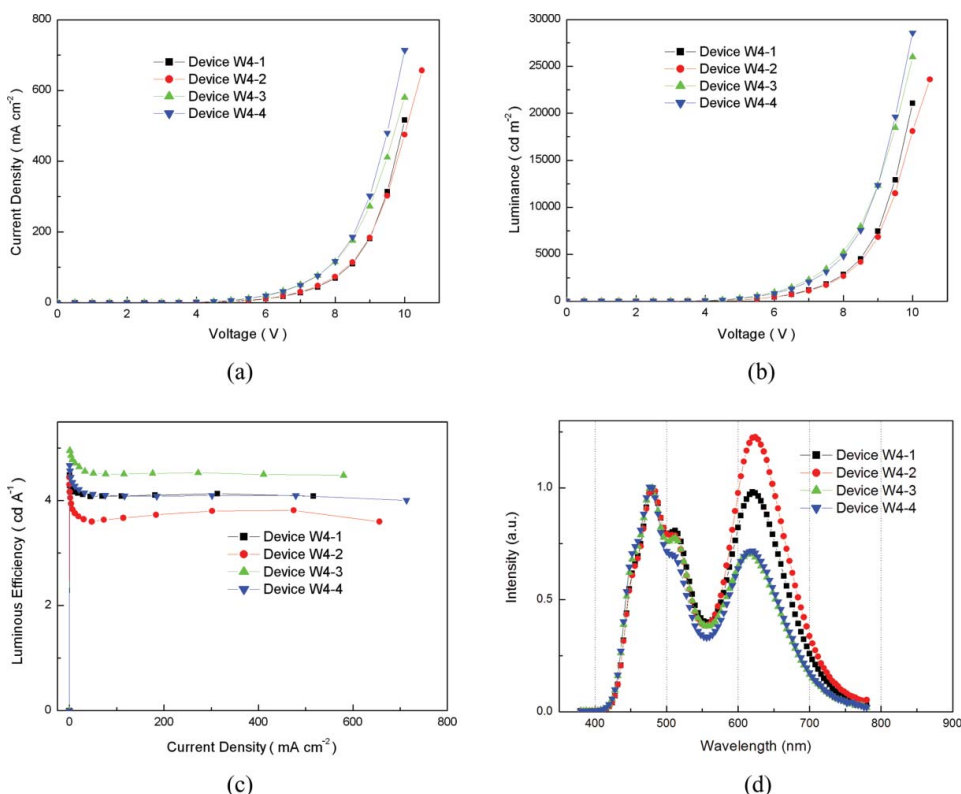 (a)
Current Density ( mA cm-2)
800
600
400
200
0
Device W4-1
Device W4-2
Device W4-3
Device W4-4
0 2 4 6 8 10
Voltage ( V )
(b)
Luminance ( cd m-2)
30000
25000
20000
15000
10000
5000
0
Device W4-1
Device W4-2
Device W4-3
Device W4-4
0 2 4 6 8 10
Voltage ( V )
(a)
(b)
Luminous Efficiency ( cd A-1)
4
2
0
Device W4-1
Device W4-2
Device W4-3
Device W4-4
0 200 400 600 800
Current Density ( mA cm-2)
(c)
Intensity (a.u.)
1.0
0.5
0.0
Device W4-1
Device W4-2
Device W4-3
Device W4-4
400 500 600 700 800 900
Wavelength (nm)
(d)